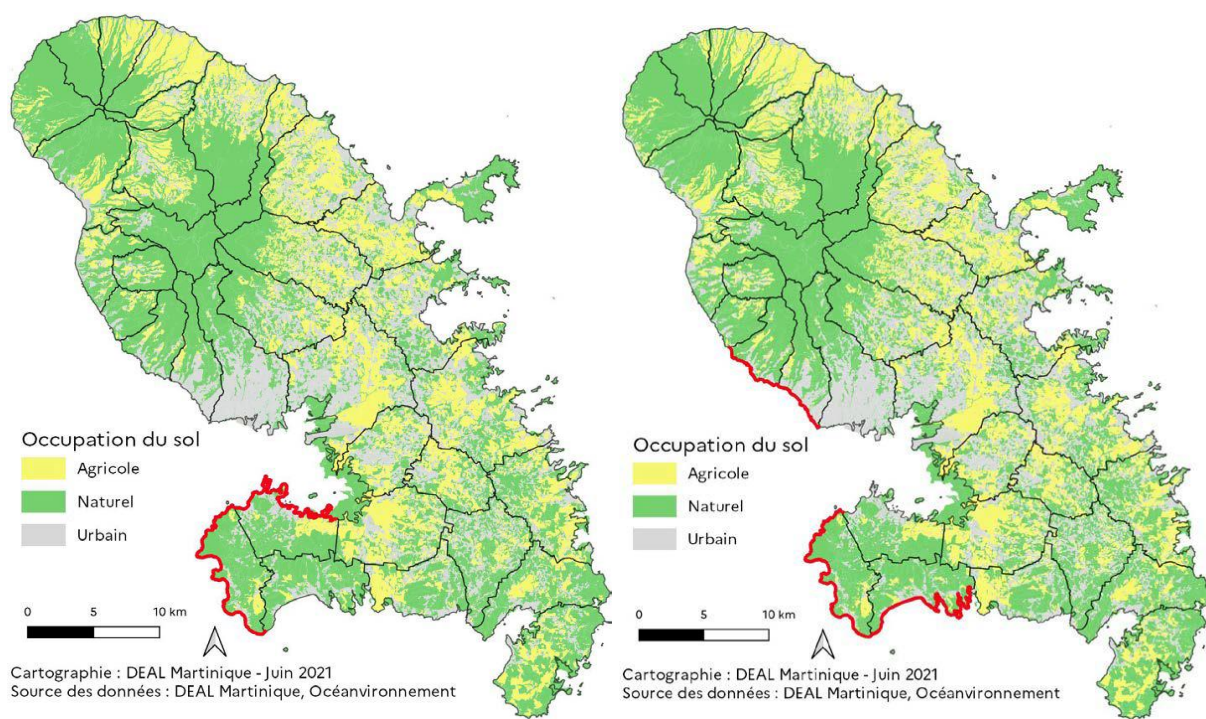 Occupation du sol
Agricole
Naturel
Urbain
0 5 10 km
Cartographie : DEAL Martinique - Juin 2021
Source des données : DEAL Martinique, Océanvironnement
Occupation du sol
Agricole
Naturel
Urbain
0 5 10 km
Cartographie : DEAL Martinique - Juin 2021
Source des données : DEAL Martinique, Océanvironnement